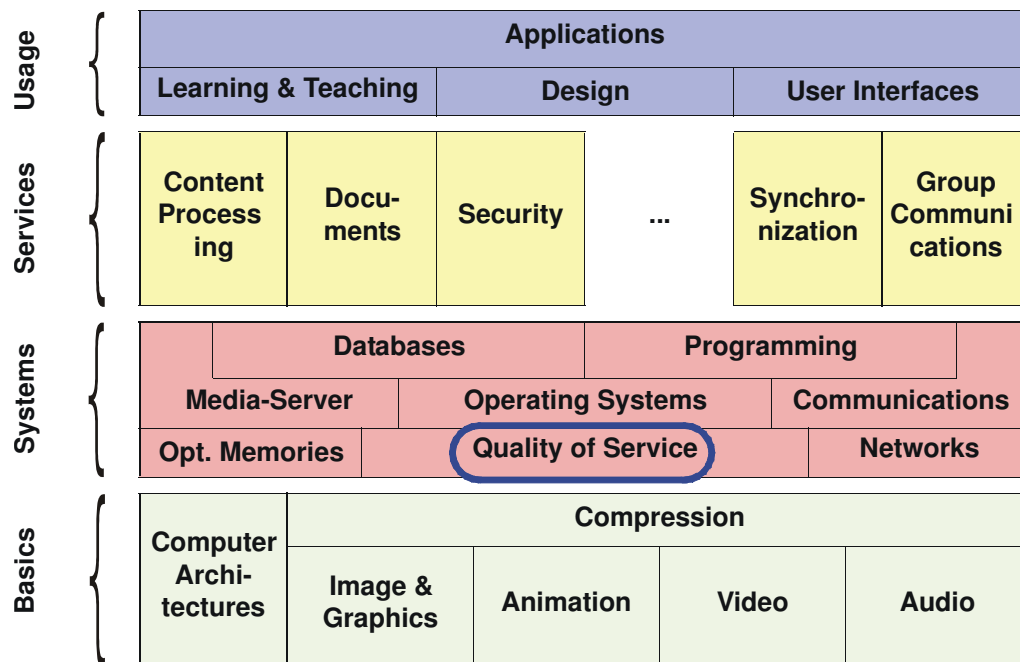 Usage
Applications
Learning & Teaching
Design
User Interfaces
Services
Content
Process
ing
Docu-
ments
Security
...
Synchro-
nization
Group
Communi
cations
Systems
Databases
Programming
Media-Server
Operating Systems
Communications
Opt. Memories
Quality of Service
Networks
Basics
Computer
Archi-
tectures
Compression
Image &
Graphics
Animation
Video
Audio